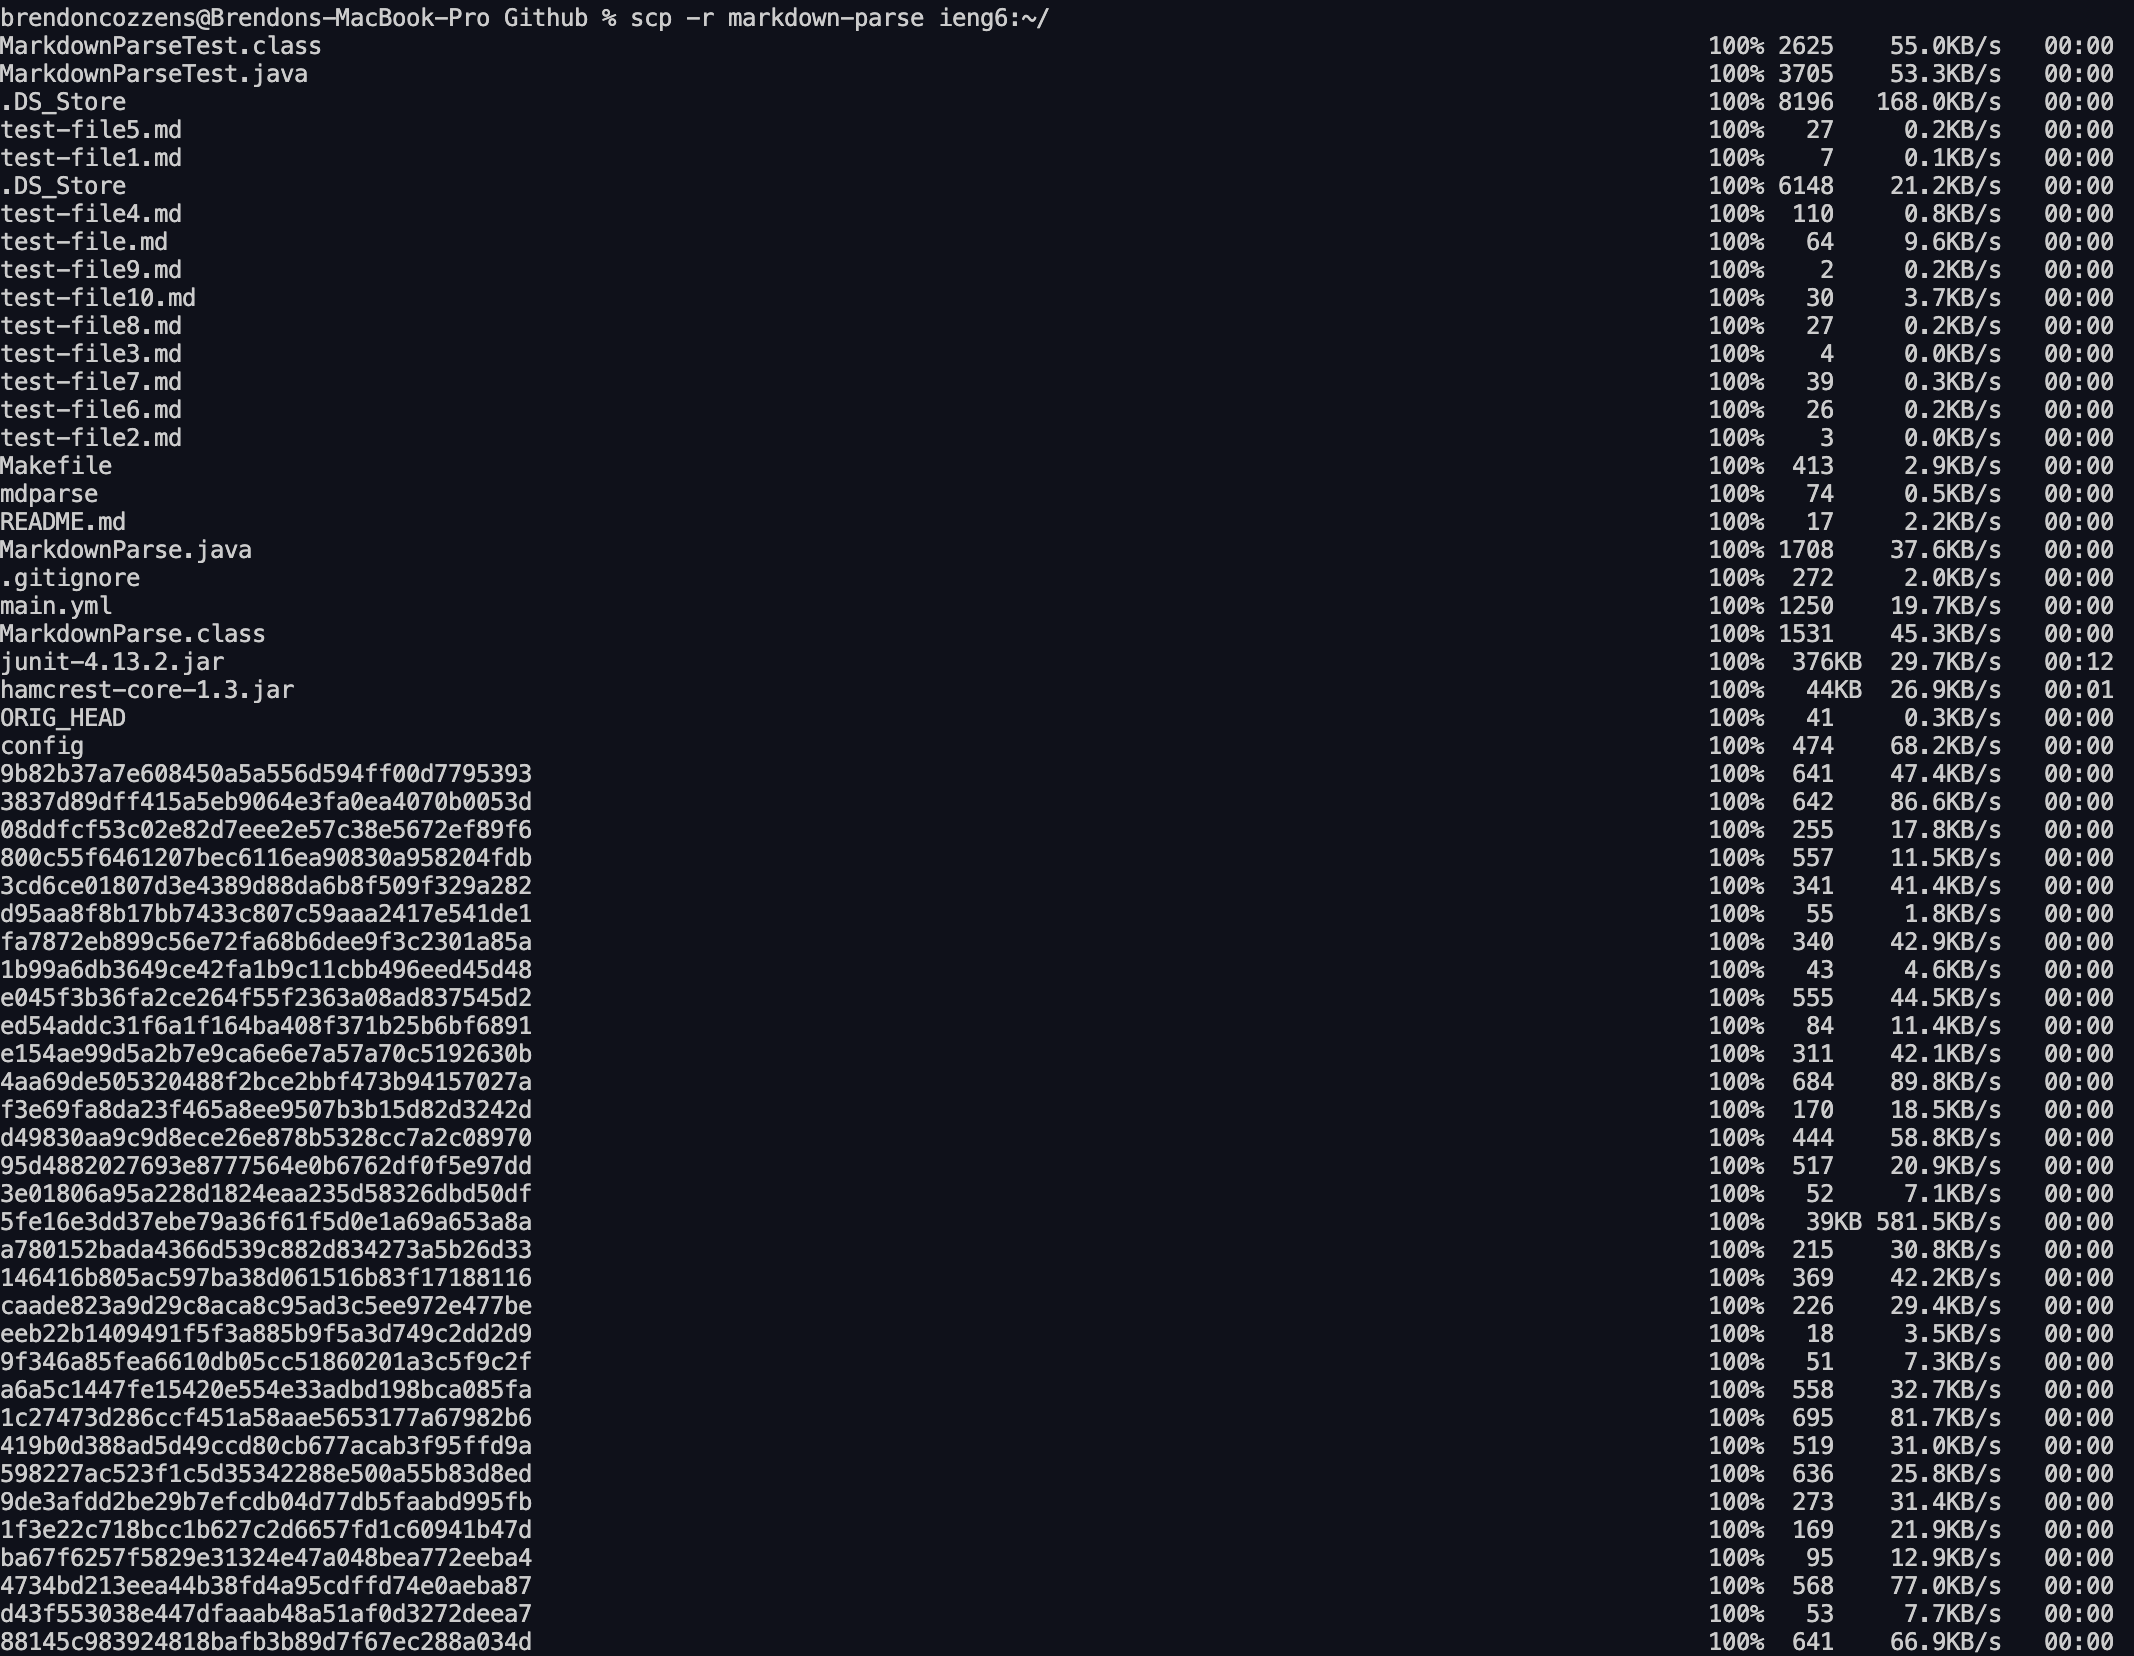 brendoncozzens@Brendons-MacBook-Pro Github % scp -r markdown-parse ieng6:~/
MarkdownParseTest.class 100% 2625 55.0KB/s 00:00
MarkdownParseTest.java 100% 3705 53.3KB/s 00:00
.DS_Store 100% 8196 168.0KB/s 00:00
test-file5.md 100% 27 0.2KB/s 00:00
test-file1.md 100% 7 0.1KB/s 00:00
.DS_Store 100% 6148 21.2KB/s 00:00
test-file4.md 100% 110 0.8KB/s 00:00
test-file.md 100% 64 9.6KB/s 00:00
test-file9.md 100% 2 0.2KB/s 00:00
test-file10.md 100% 30 3.7KB/s 00:00
test-file8.md 100% 27 0.2KB/s 00:00
test-file3.md 100% 4 0.0KB/s 00:00
test-file7.md 100% 39 0.3KB/s 00:00
test-file6.md 100% 26 0.2KB/s 00:00
test-file2.md 100% 3 0.0KB/s 00:00
Makefile 100% 413 2.9KB/s 00:00
mdparse 100% 74 0.5KB/s 00:00
README.md 100% 17 2.2KB/s 00:00
MarkdownParse.java 100% 1708 37.6KB/s 00:00
.gitignore 100% 272 2.0KB/s 00:00
main.yml 100% 1250 19.7KB/s 00:00
MarkdownParse.class 100% 1531 45.3KB/s 00:00
junit-4.13.2.jar 100% 376KB 29.7KB/s 00:12
hamcrest-core-1.3.jar 100% 44KB 26.9KB/s 00:01
ORIG_HEAD 100% 41 0.3KB/s 00:00
config 100% 474 68.2KB/s 00:00
9b82b37a7e608450a5a556d594ff00d7795393 100% 641 47.4KB/s 00:00
3837d89dff415a5eb9064e3fa0ea4070b0053d 100% 642 86.6KB/s 00:00
08ddfcf53c02e82d7eee2e57c38e5672ef89f6 100% 255 17.8KB/s 00:00
800c55f6461207bec6116ea90830a958204fdb 100% 557 11.5KB/s 00:00
3cd6ce01807d3e4389d88da6b8f509f329a282 100% 341 41.4KB/s 00:00
d95aa8f8b17bb7433c807c59aaa2417e541de1 100% 55 1.8KB/s 00:00
fa7872eb899c56e72fa68b6dee9f3c2301a85a 100% 340 42.9KB/s 00:00
1b99a6db3649ce42fa1b9c11cbb496eed45d48 100% 43 4.6KB/s 00:00
e045f3b36fa2ce264f55f2363a08ad837545d2 100% 555 44.5KB/s 00:00
ed54addc31f6a1f164ba408f371b25b6bf6891 100% 84 11.4KB/s 00:00
e154ae99d5a2b7e9ca6e6e7a57a70c5192630b 100% 311 42.1KB/s 00:00
4aa69de505320488f2bce2bbf473b94157027a 100% 684 89.8KB/s 00:00
f3e69fa8da23f465a8ee9507b3b15d82d3242d 100% 170 18.5KB/s 00:00
d49830aa9c9d8ece26e878b5328cc7a2c08970 100% 444 58.8KB/s 00:00
95d4882027693e8777564e0b6762df0f5e97dd 100% 517 20.9KB/s 00:00
3e01806a95a228d1824eaa235d58326dbd50df 100% 52 7.1KB/s 00:00
5fe16e3dd37ebe79a36f61f5d0e1a69a653a8a 100% 39KB 581.5KB/s 00:00
a780152bada4366d539c882d834273a5b26d33 100% 215 30.8KB/s 00:00
146416b805ac597ba38d061516b83f17188116 100% 369 42.2KB/s 00:00
caade823a9d29c8aca8c95ad3c5ee972e477be 100% 226 29.4KB/s 00:00
eeb22b1409491f5f3a885b9f5a3d749c2dd2d9 100% 18 3.5KB/s 00:00
9f346a85fea6610db05cc51860201a3c5f9c2f 100% 51 7.3KB/s 00:00
a6a5c1447fe15420e554e33adbd198bca085fa 100% 558 32.7KB/s 00:00
1c27473d286ccf451a58aae5653177a67982b6 100% 695 81.7KB/s 00:00
419b0d388ad5d49ccd80cb677acab3f95ffd9a 100% 519 31.0KB/s 00:00
598227ac523f1c5d35342288e500a55b83d8ed 100% 636 25.8KB/s 00:00
9de3afdd2be29b7efcdb04d77db5faabd995fb 100% 273 31.4KB/s 00:00
1f3e22c718bcc1b627c2d6657fd1c60941b47d 100% 169 21.9KB/s 00:00
ba67f6257f5829e31324e47a048bea772eeba4 100% 95 12.9KB/s 00:00
4734bd213eea44b38fd4a95cdffd74e0aeba87 100% 568 77.0KB/s 00:00
d43f553038e447dfaaab48a51af0d3272deea7 100% 53 7.7KB/s 00:00
88145c983924818bafb3b89d7f67ec288a034d 100% 641 66.9KB/s 00:00